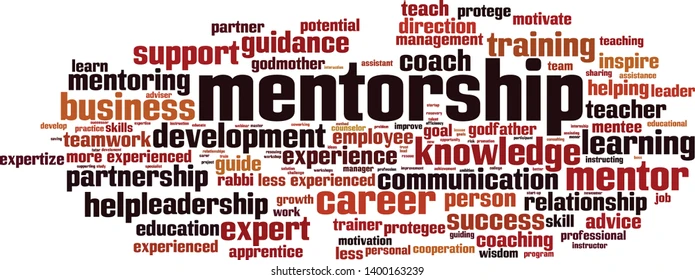 teach protege
partner potential direction motivate
support guidance management training teaching
learn godmother interaction assistant coach team inspire
mentoring mentorship sharing assistance
adviser helping leader
business teacher
develop practice skills development counselor improve goal godfather mentee educational
teamwork employee learning
expertize more experienced guide experience knowledge instructing best
partnership rabbi less experienced manager communication mentor
helpleadership growth career person relationship job
work trainer protegee success skill advice
education expert motivation guiding coaching professional
experienced apprentice less personal cooperation wisdom program instructor
shutterstock.com · 1400163239